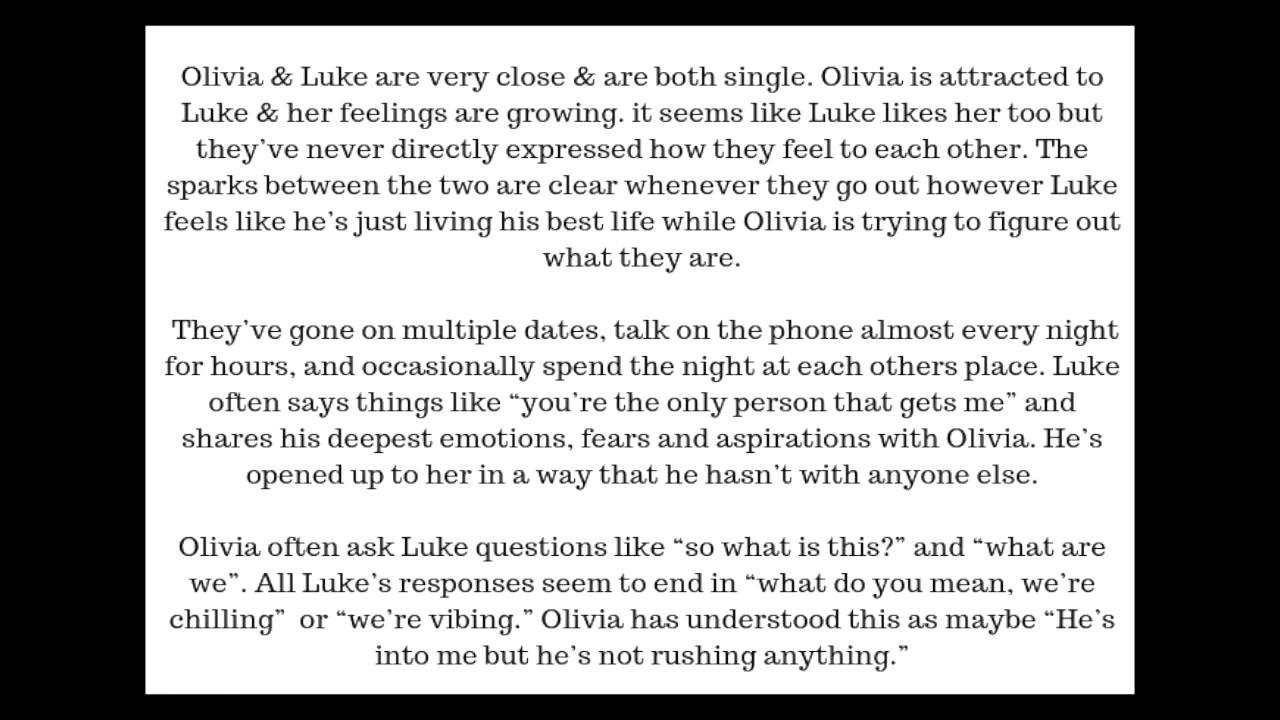 Olivia & Luke are very close & are both single. Olivia is attracted to
Luke & her feelings are growing. it seems like Luke likes her too but
they’ve never directly expressed how they feel to each other. The
sparks between the two are clear whenever they go out however Luke
feels like he’s just living his best life while Olivia is trying to figure out
what they are.
They’ve gone on multiple dates, talk on the phone almost every night
for hours, and occasionally spend the night at each others place. Luke
often says things like “you’re the only person that gets me” and
shares his deepest emotions, fears and aspirations with Olivia. He’s
opened up to her in a way that he hasn’t with anyone else.
Olivia often ask Luke questions like “so what is this?” and “what are
we”. All Luke’s responses seem to end in “what do you mean, we’re
chilling” or “we’re vibing.” Olivia has understood this as maybe “He’s
into me but he’s not rushing anything.”